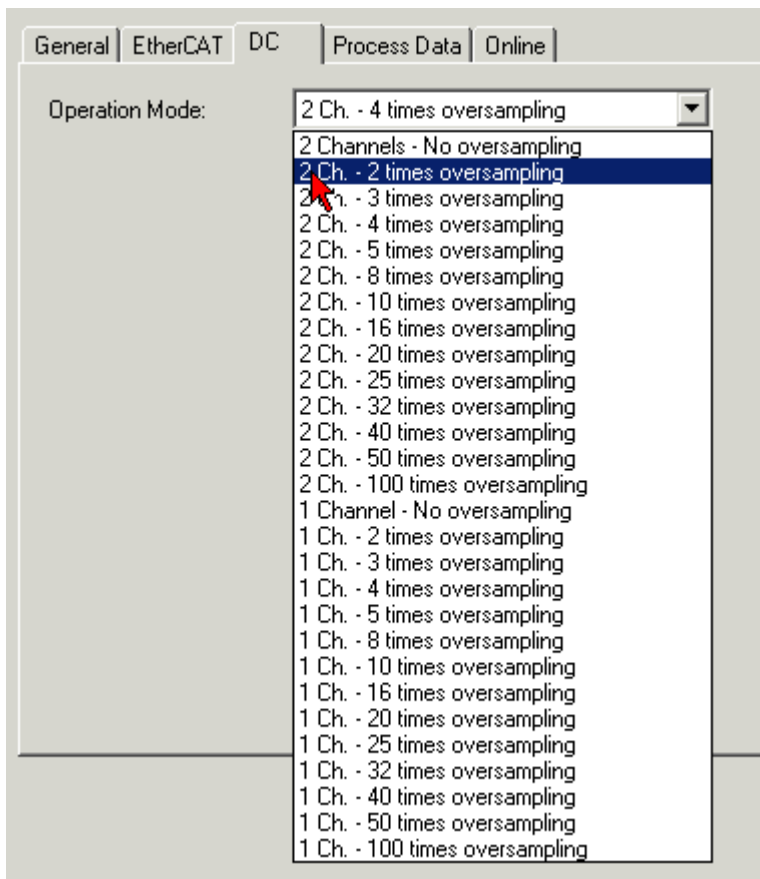 General EtherCAT DC Process Data Online
Operation Mode: 2 Ch. - 4 times oversampling
2 Channels - No oversampling
2 Ch. - 2 times oversampling
2 Ch. - 3 times oversampling
2 Ch. - 4 times oversampling
2 Ch. - 5 times oversampling
2 Ch. - 8 times oversampling
2 Ch. - 10 times oversampling
2 Ch. - 16 times oversampling
2 Ch. - 20 times oversampling
2 Ch. - 25 times oversampling
2 Ch. - 32 times oversampling
2 Ch. - 40 times oversampling
2 Ch. - 50 times oversampling
2 Ch. - 100 times oversampling
1 Channel - No oversampling
1 Ch. - 2 times oversampling
1 Ch. - 3 times oversampling
1 Ch. - 4 times oversampling
1 Ch. - 5 times oversampling
1 Ch. - 8 times oversampling
1 Ch. - 10 times oversampling
1 Ch. - 16 times oversampling
1 Ch. - 20 times oversampling
1 Ch. - 25 times oversampling
1 Ch. - 32 times oversampling
1 Ch. - 40 times oversampling
1 Ch. - 50 times oversampling
1 Ch. - 100 times oversampling